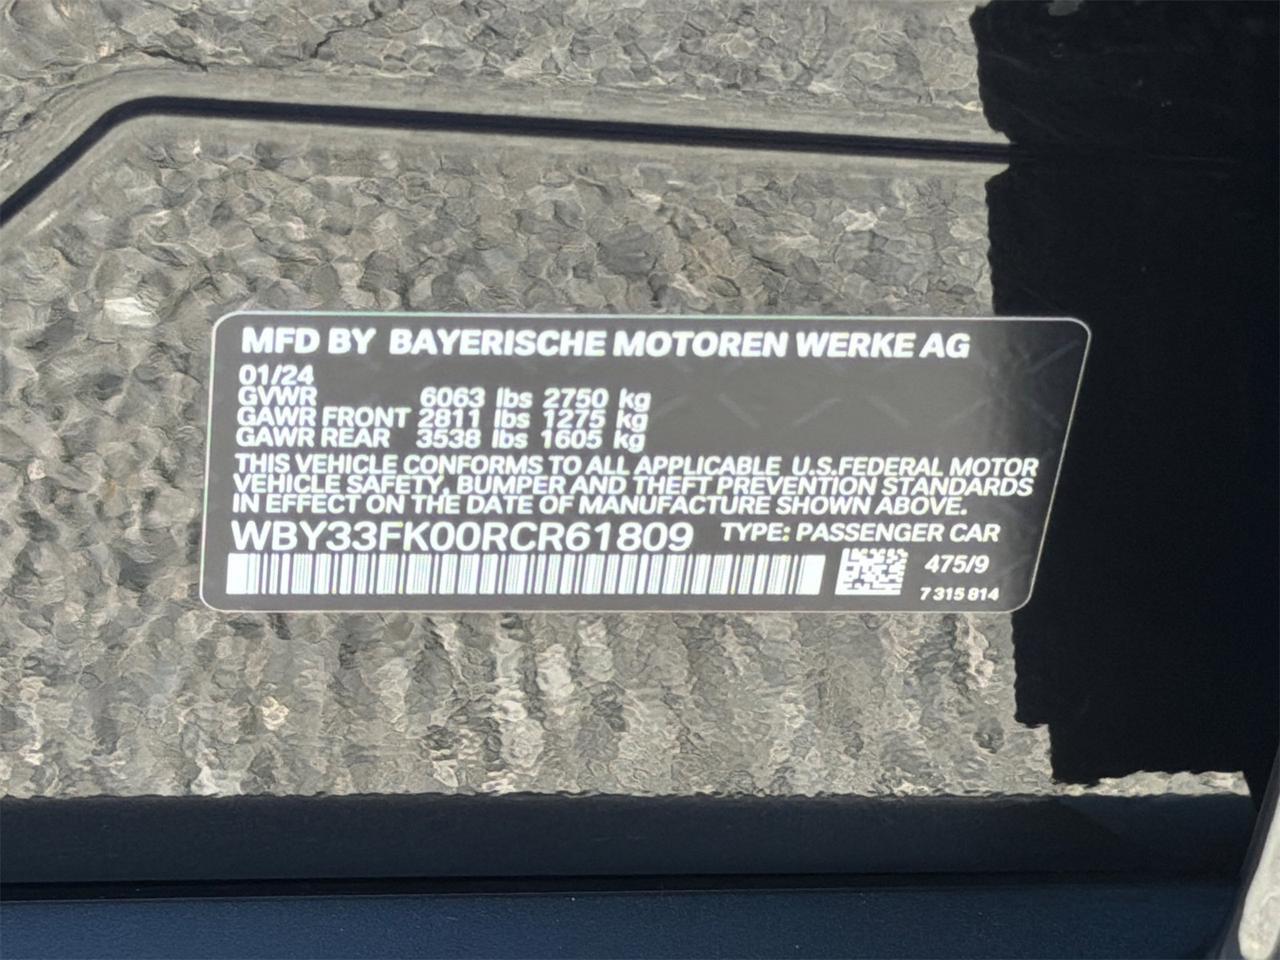 MFD BY BAYERISCHE MOTOREN WERKE AG
01/24
GVWR 6063 lbs 2750 kg
GAWR FRONT 2811 lbs 1275 kg
GAWR REAR 3538 lbs 1605 kg
THIS VEHICLE CONFORMS TO ALL APPLICABLE U.S.FEDERAL MOTOR
VEHICLE SAFETY, BUMPER AND THEFT PREVENTION STANDARDS
IN EFFECT ON THE DATE OF MANUFACTURE SHOWN ABOVE.
WBY33FK00RCR61809 TYPE: PASSENGER CAR
475/9
7 315 814